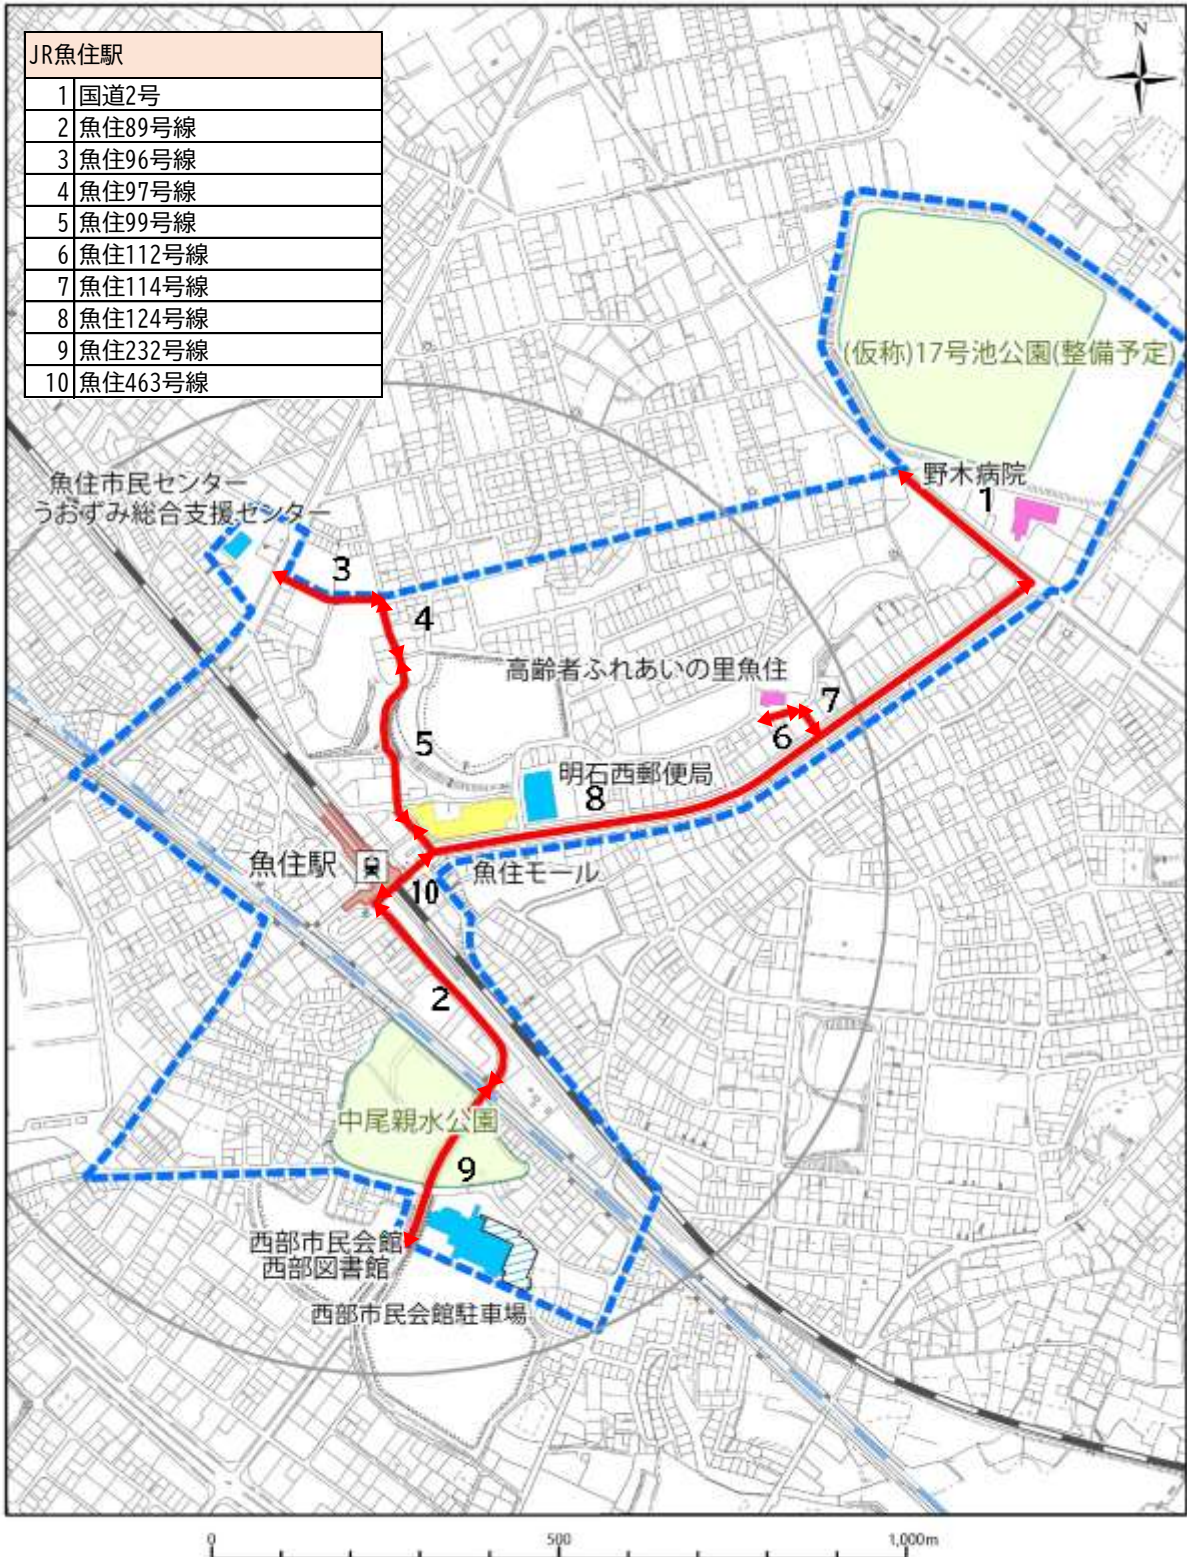 N
JR魚住駅
1 国道2号
2 魚住89号線
3 魚住96号線
4 魚住97号線
5 魚住99号線
6 魚住112号線
7 魚住114号線
8 魚住124号線
9 魚住232号線
10 魚住463号線
(仮称)17号池公園(整備予定)
野木病院
1
魚住市民センター
うおずみ総合支援センター
3
4
高齢者ふれあいの里魚住
7
6
5
明石西郵便局
8
魚住駅
魚住モール
10
2
中尾親水公園
9
西部市民会館
西部図書館
西部市民会館駐車場
0 500 1,000m